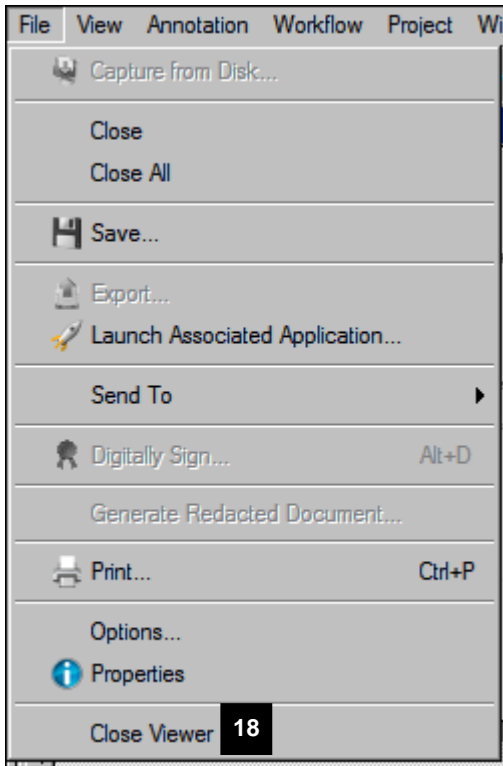 File View Annotation Workflow Project Wi
Capture from Disk...
Close
Close All
Save...
Export...
Launch Associated Application...
Send To
Digitally Sign... Alt+D
Generate Redacted Document...
Print... Ctrl+P
Options...
Properties
Close Viewer 18